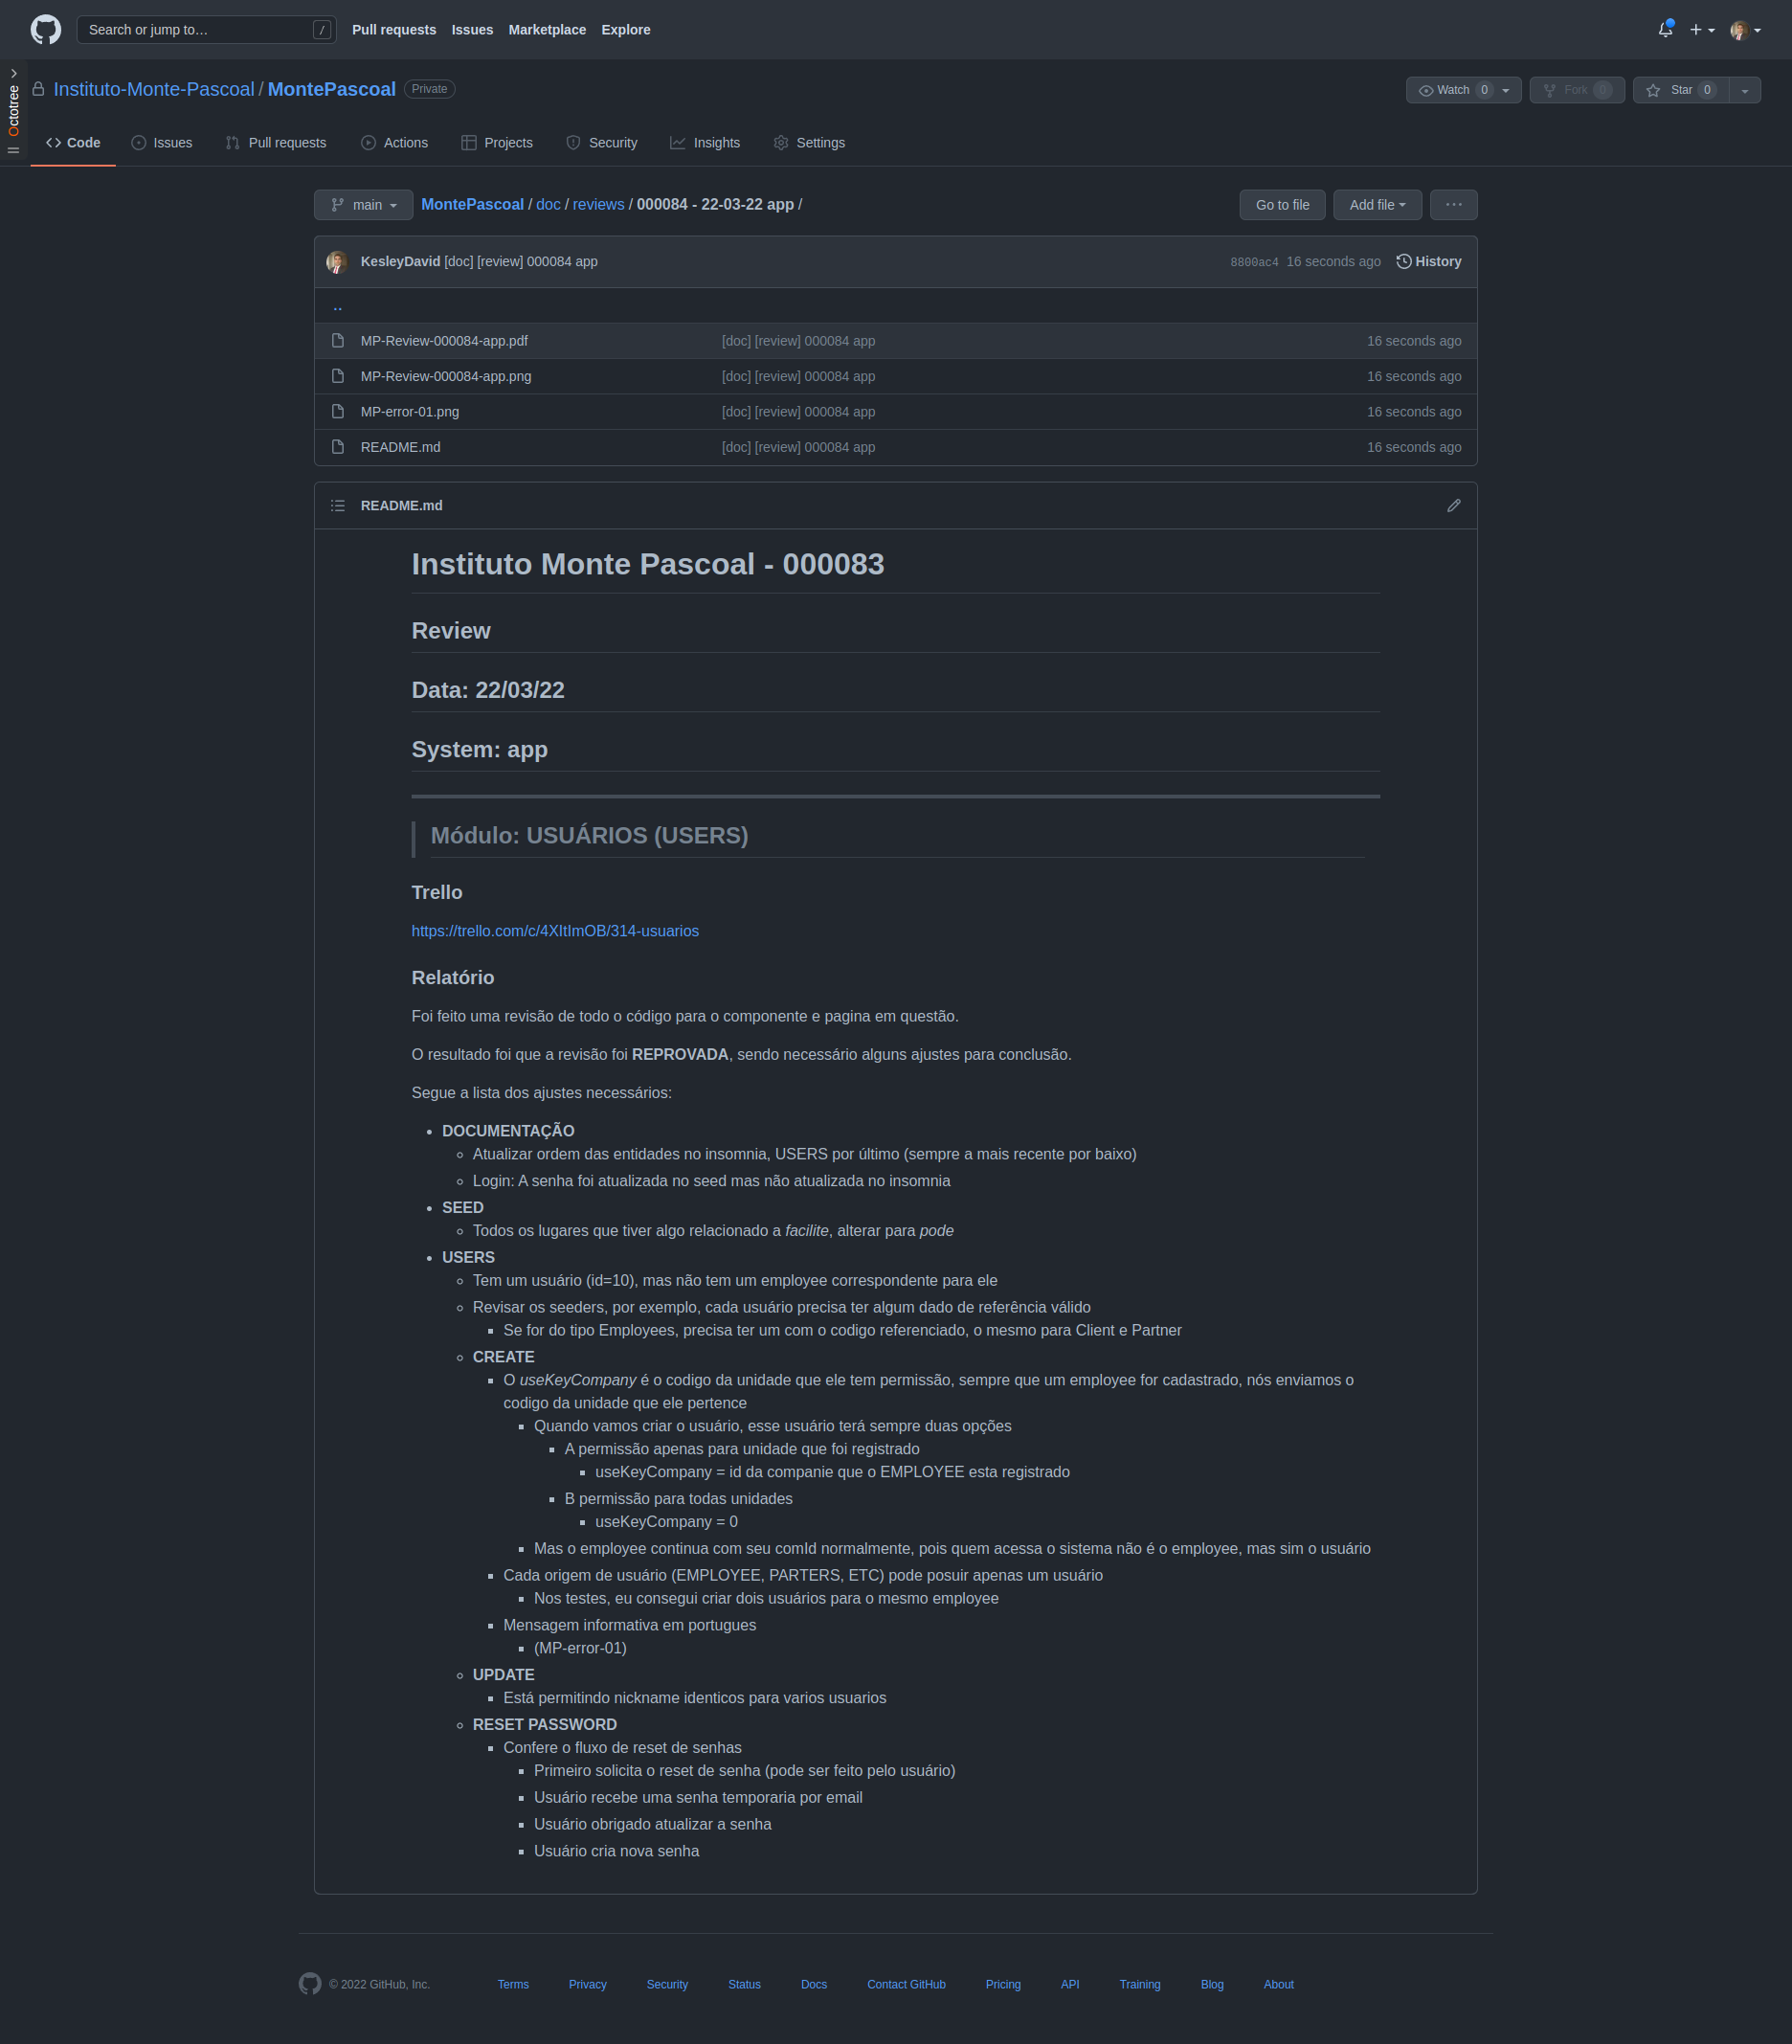 Search or jump to… /
Pull requests Issues Marketplace Explore
Octotree
Instituto-Monte-Pascoal / MontePascoal Private
Watch 0 Fork 0 Star 0
Code Issues Pull requests Actions Projects Security Insights Settings
main MontePascoal / doc / reviews / 000084 - 22-03-22 app / Go to file Add file ...
KesleyDavid [doc] [review] 000084 app 8800ac4 16 seconds ago History
..
MP-Review-000084-app.pdf [doc] [review] 000084 app 16 seconds ago
MP-Review-000084-app.png [doc] [review] 000084 app 16 seconds ago
MP-error-01.png [doc] [review] 000084 app 16 seconds ago
README.md [doc] [review] 000084 app 16 seconds ago
README.md
Instituto Monte Pascoal - 000083
Review
Data: 22/03/22
System: app
Módulo: USUÁRIOS (USERS)
Trello
https://trello.com/c/4XItImOB/314-usuarios
Relatório
Foi feito uma revisão de todo o código para o componente e pagina em questão.
O resultado foi que a revisão foi REPROVADA, sendo necessário alguns ajustes para conclusão.
Segue a lista dos ajustes necessários:
DOCUMENTAÇÃO
Atualizar ordem das entidades no insomnia, USERS por último (sempre a mais recente por baixo)
Login: A senha foi atualizada no seed mas não atualizada no insomnia
SEED
Todos os lugares que tiver algo relacionado a facilite, alterar para pode
USERS
Tem um usuário (id=10), mas não tem um employee correspondente para ele
Revisar os seeders, por exemplo, cada usuário precisa ter algum dado de referência válido
Se for do tipo Employees, precisa ter um com o codigo referenciado, o mesmo para Client e Partner
CREATE
O useKeyCompany é o codigo da unidade que ele tem permissão, sempre que um employee for cadastrado, nós enviamos o
codigo da unidade que ele pertence
Quando vamos criar o usuário, esse usuário terá sempre duas opções
A permissão apenas para unidade que foi registrado
useKeyCompany = id da companie que o EMPLOYEE esta registrado
B permissão para todas unidades
useKeyCompany = 0
Mas o employee continua com seu comId normalmente, pois quem acessa o sistema não é o employee, mas sim o usuário
Cada origem de usuário (EMPLOYEE, PARTERS, ETC) pode posuir apenas um usuário
Nos testes, eu consegui criar dois usuários para o mesmo employee
Mensagem informativa em portugues
(MP-error-01)
UPDATE
Está permitindo nickname identicos para varios usuarios
RESET PASSWORD
Confere o fluxo de reset de senhas
Primeiro solicita o reset de senha (pode ser feito pelo usuário)
Usuário recebe uma senha temporaria por email
Usuário obrigado atualizar a senha
Usuário cria nova senha
© 2022 GitHub, Inc. Terms Privacy Security Status Docs Contact GitHub Pricing API Training Blog About